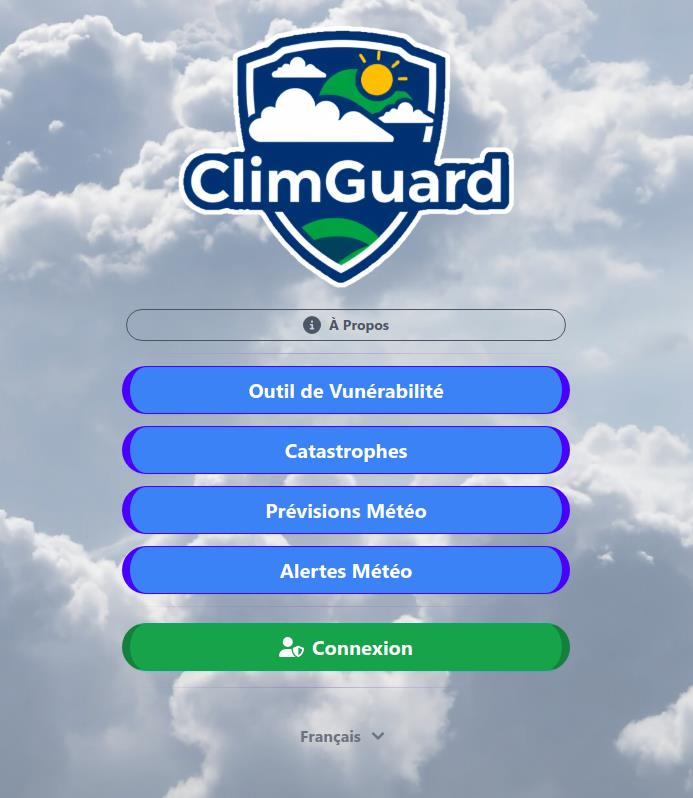 ClimGuard
À Propos
Outil de Vunérabilité
Catastrophes
Prévisions Météo
Alertes Météo
Connexion
Français